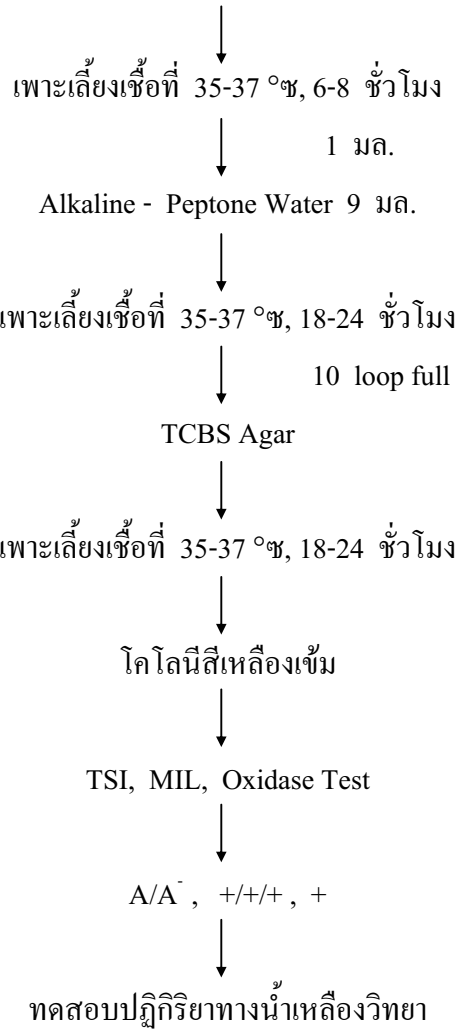 เพาะเลี้ยงเชื้อที่ 35-37 °ซ, 6-8 ชั่วโมง
1 มล.
Alkaline - Peptone Water 9 มล.
เพาะเลี้ยงเชื้อที่ 35-37 °ซ, 18-24 ชั่วโมง
10 loop full
TCBS Agar
เพาะเลี้ยงเชื้อที่ 35-37 °ซ, 18-24 ชั่วโมง
โคโลนีสีเหลืองเข้ม
TSI, MIL, Oxidase Test
A/A⁻ , +/+/+ , +
ทดสอบปฏิกิริยาทางน้ำเหลืองวิทยา